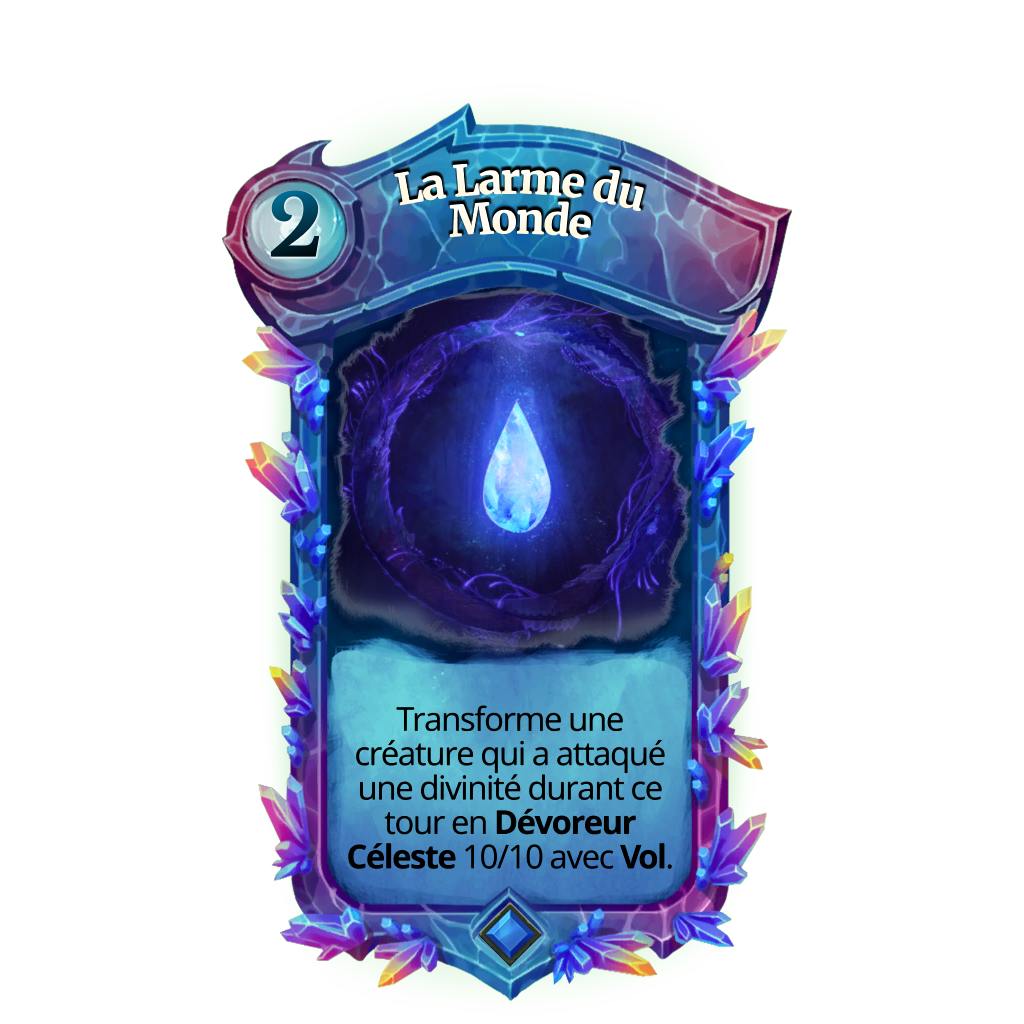 2
La Larme du
Monde
Transforme une
créature qui a attaqué
une divinité durant ce
tour en Dévoreur
Céleste 10/10 avec Vol.